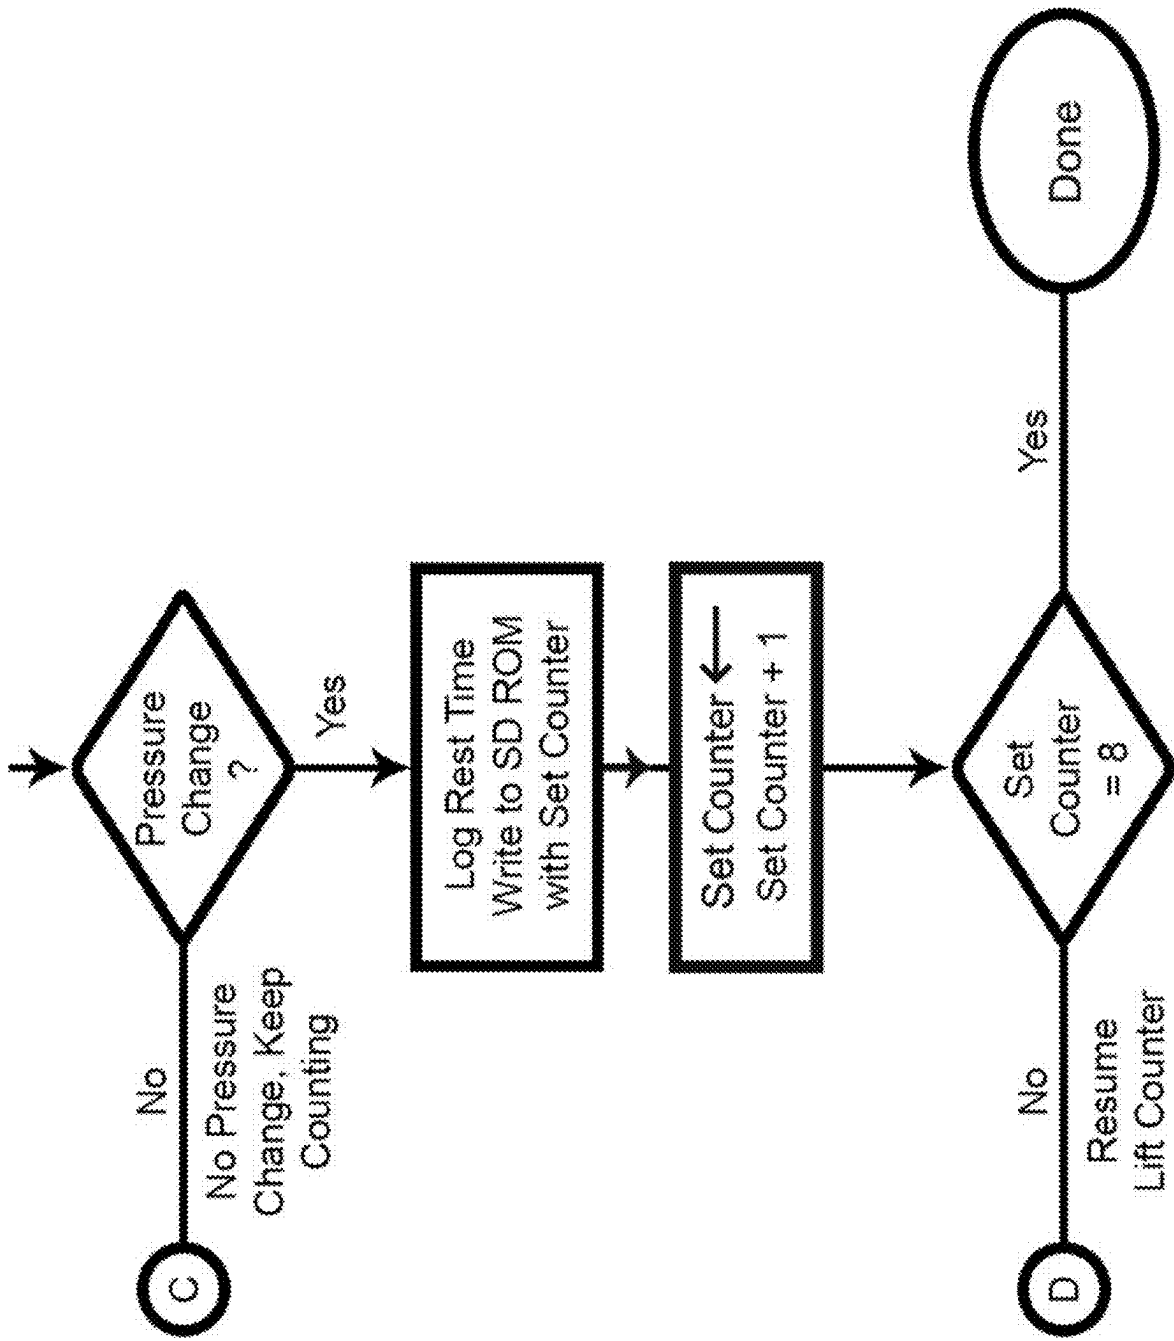 Pressure
Change
?
No
No Pressure
Change, Keep
Counting
C
Yes
Log Rest Time
Write to SD ROM
with Set Counter
Set Counter ←
Set Counter + 1
Set
Counter
= 8
No
Resume
Lift Counter
D
Yes
Done